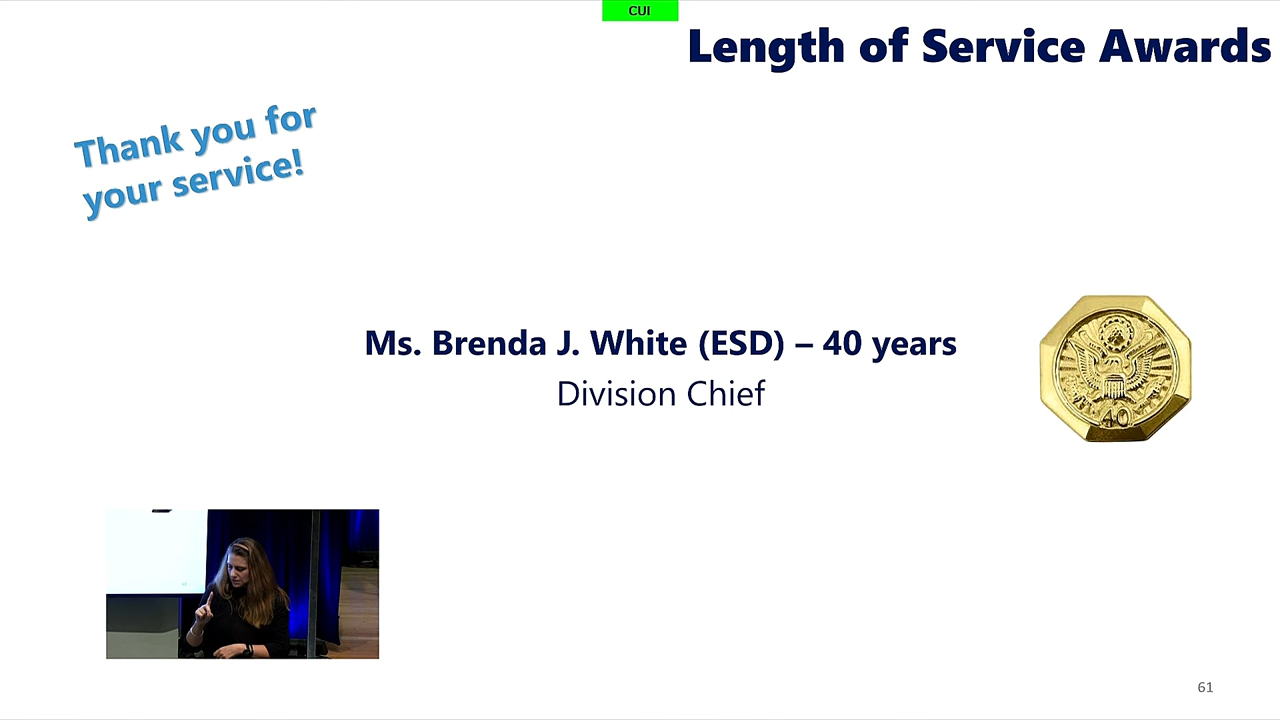 CUI
Length of Service Awards
Thank you for
your service!
Ms. Brenda J. White (ESD) – 40 years
Division Chief
40
61